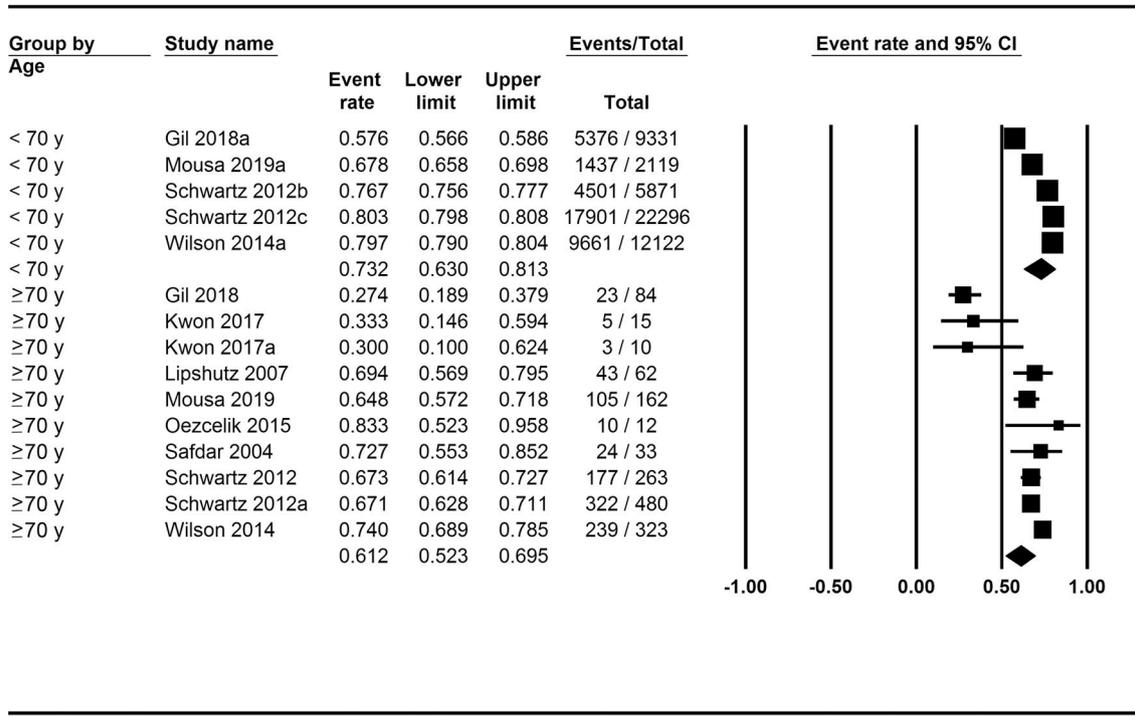 Group by Study name Events/Total Event rate and 95% CI
Age
Event Lower Upper
rate limit limit Total
< 70 y Gil 2018a 0.576 0.566 0.586 5376 / 9331
< 70 y Mousa 2019a 0.678 0.658 0.698 1437 / 2119
< 70 y Schwartz 2012b 0.767 0.756 0.777 4501 / 5871
< 70 y Schwartz 2012c 0.803 0.798 0.808 17901 / 22296
< 70 y Wilson 2014a 0.797 0.790 0.804 9661 / 12122
< 70 y 0.732 0.630 0.813
≥70 y Gil 2018 0.274 0.189 0.379 23 / 84
≥70 y Kwon 2017 0.333 0.146 0.594 5 / 15
≥70 y Kwon 2017a 0.300 0.100 0.624 3 / 10
≥70 y Lipshutz 2007 0.694 0.569 0.795 43 / 62
≥70 y Mousa 2019 0.648 0.572 0.718 105 / 162
≥70 y Oezcelik 2015 0.833 0.523 0.958 10 / 12
≥70 y Safdar 2004 0.727 0.553 0.852 24 / 33
≥70 y Schwartz 2012 0.673 0.614 0.727 177 / 263
≥70 y Schwartz 2012a 0.671 0.628 0.711 322 / 480
≥70 y Wilson 2014 0.740 0.689 0.785 239 / 323
0.612 0.523 0.695
-1.00 -0.50 0.00 0.50 1.00